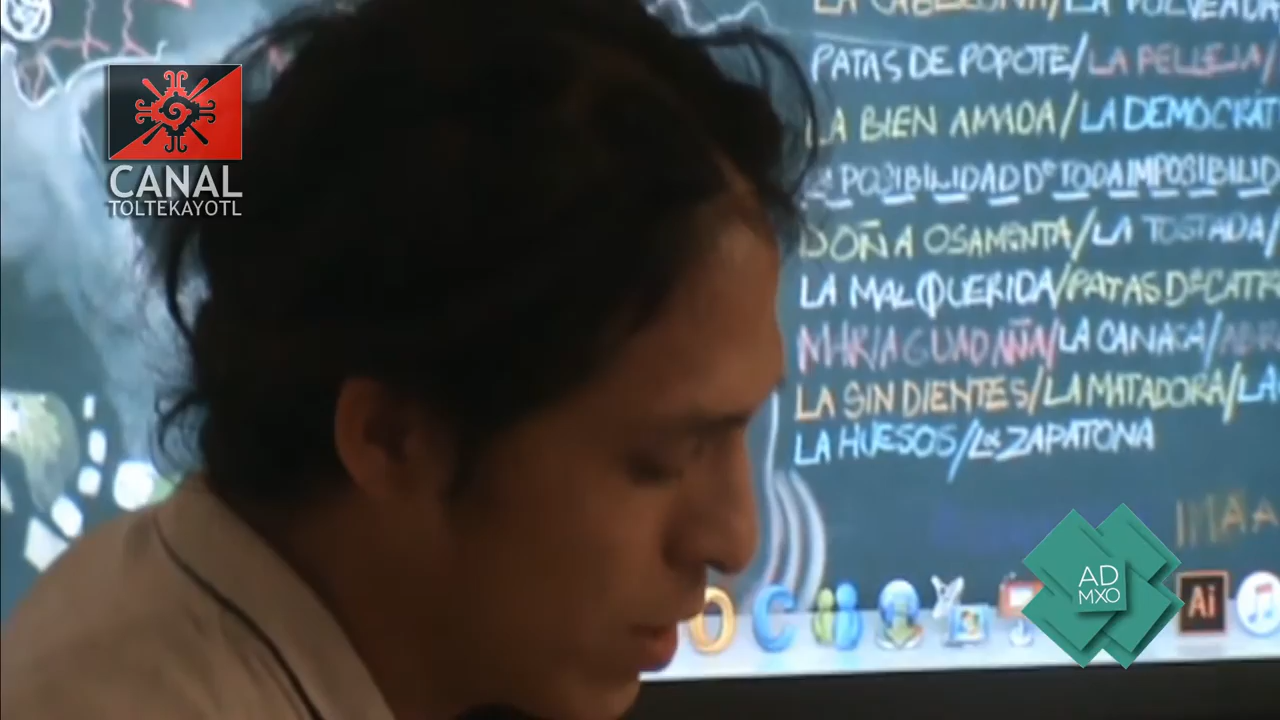 PATAS DE POPOTE/LA PELLEJA/
LA BIEN AMADA/LA DEMOCRÁT
LA POSIBILIDAD DE TODA IMPOSIBILID
DOÑA OSAMENTA/LA TOSTADA/
LA MALQUERIDA/PATAS DE CATR
MARIA GUADAÑA/LA CANACA/
LA SIN DIENTES/LA MATADORA/LA
LA HUESOS/LA ZAPATONA
CANAL
TOLTEKAYOTL
AD
MXO
Ai